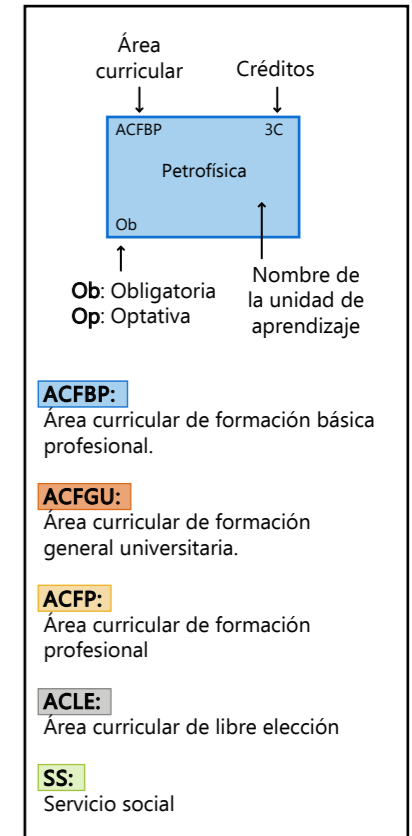 Área
curricular
Créditos
ACFBP 3C
Petrofísica
Ob
Ob: Obligatoria
Op: Optativa
Nombre de
la unidad de
aprendizaje
ACFBP:
Área curricular de formación básica
profesional.
ACFGU:
Área curricular de formación
general universitaria.
ACFP:
Área curricular de formación
profesional
ACLE:
Área curricular de libre elección
SS:
Servicio social